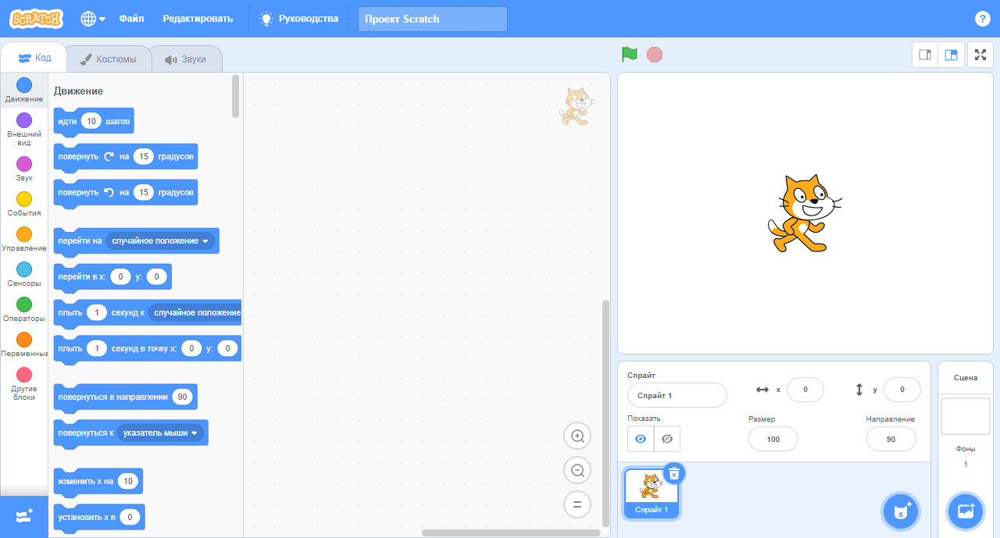 SCRATCH
Файл
Редактировать
Руководства
Проект Scratch
?
Код
Костюмы
Звуки
Движение
Внешний
вид
Звук
События
Управление
Сенсоры
Операторы
Переменные
Другие
блоки
Движение
идти 10 шагов
повернуть на 15 градусов
повернуть на 15 градусов
перейти на случайное положение
перейти в x: 0 y: 0
плыть 1 секунд к случайное положение
плыть 1 секунд в точку x: 0 y: 0
повернуться в направлении 90
повернуться к указатель мыши
изменить x на 10
установить x в 0
Спрайт
Спрайт 1
x 0
y 0
Показать
Размер
100
Направление
90
Спрайт 1
Сцена
Фоны
1